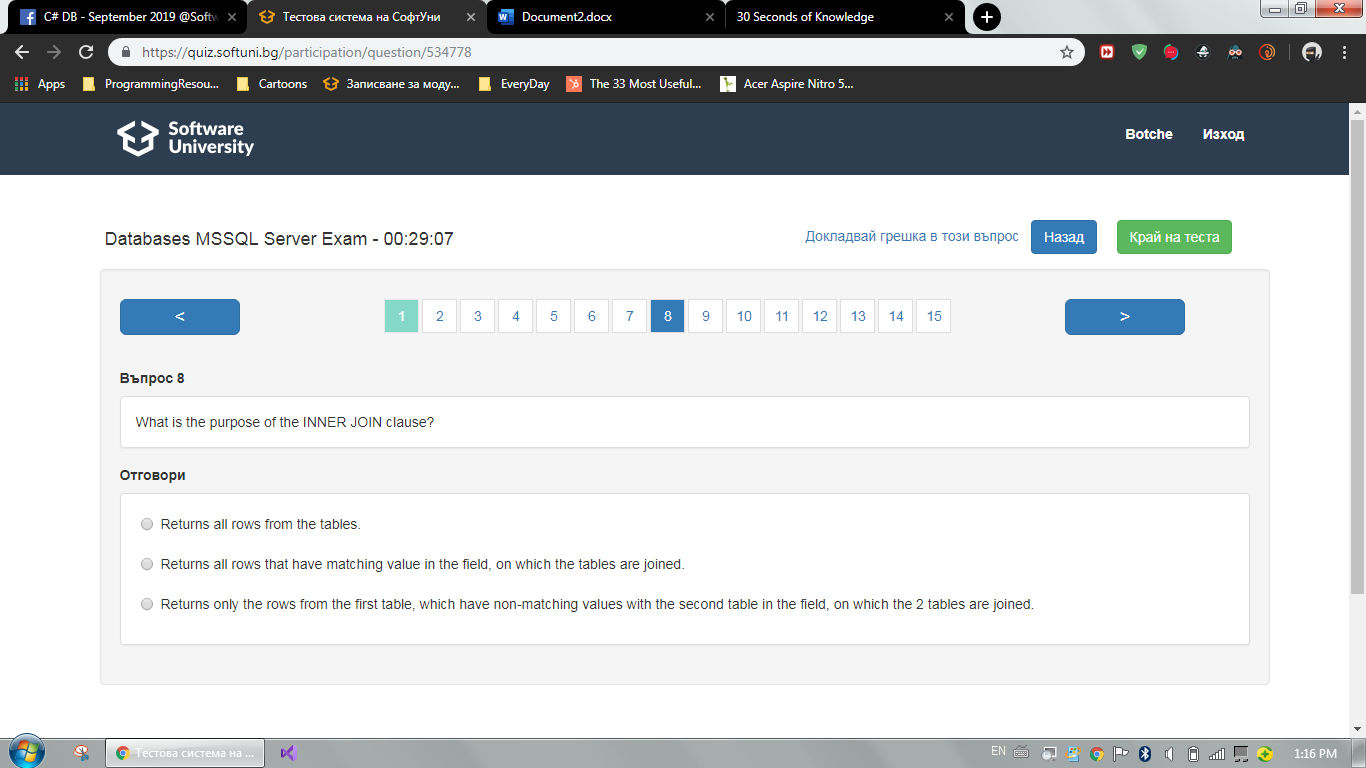 C# DB - September 2019 @Softw
Тестова система на СофтУни
Document2.docx
30 Seconds of Knowledge
https://quiz.softuni.bg/participation/question/534778
Apps
ProgrammingResou...
Cartoons
Записване за моду...
EveryDay
The 33 Most Useful...
Acer Aspire Nitro 5...
Software
University
Botche
Изход
Databases MSSQL Server Exam - 00:29:07
Докладвай грешка в този въпрос
Назад
Край на теста
<
1 2 3 4 5 6 7 8 9 10 11 12 13 14 15
>
Въпрос 8
What is the purpose of the INNER JOIN clause?
Отговори
Returns all rows from the tables.
Returns all rows that have matching value in the field, on which the tables are joined.
Returns only the rows from the first table, which have non-matching values with the second table in the field, on which the 2 tables are joined.
Тестова система на ...
EN
1:16 PM